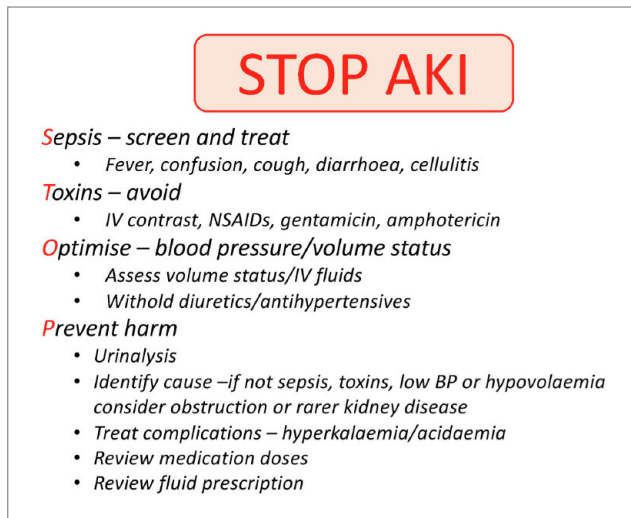 STOP AKI
Sepsis – screen and treat
• Fever, confusion, cough, diarrhoea, cellulitis
Toxins – avoid
• IV contrast, NSAIDs, gentamicin, amphotericin
Optimise – blood pressure/volume status
• Assess volume status/IV fluids
• Withold diuretics/antihypertensives
Prevent harm
• Urinalysis
• Identify cause –if not sepsis, toxins, low BP or hypovolaemia
consider obstruction or rarer kidney disease
• Treat complications – hyperkalaemia/acidaemia
• Review medication doses
• Review fluid prescription